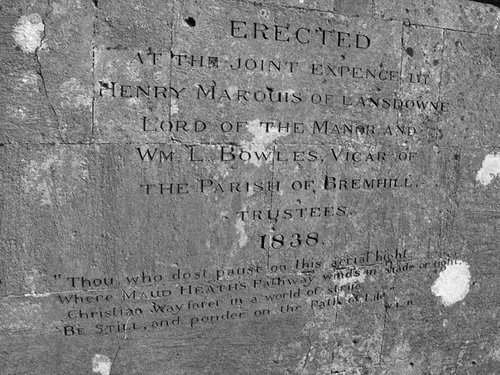 ERECTED
AT THE JOINT EXPENCE BY
HENRY MARQUIS OF LANSDOWNE
LORD OF THE MANOR AND
WM. L. BOWLES, VICAR OF
THE PARISH OF BREMHILL,
TRUSTEES.
1838.
"Thou, who dost paust on this aerial hight
Where MAUD HEATH'S Pathway winds in shade or light,
Christian Wayfarer in a world of strife
"BE STILL, and ponder on the Path of Life"
W.L.B